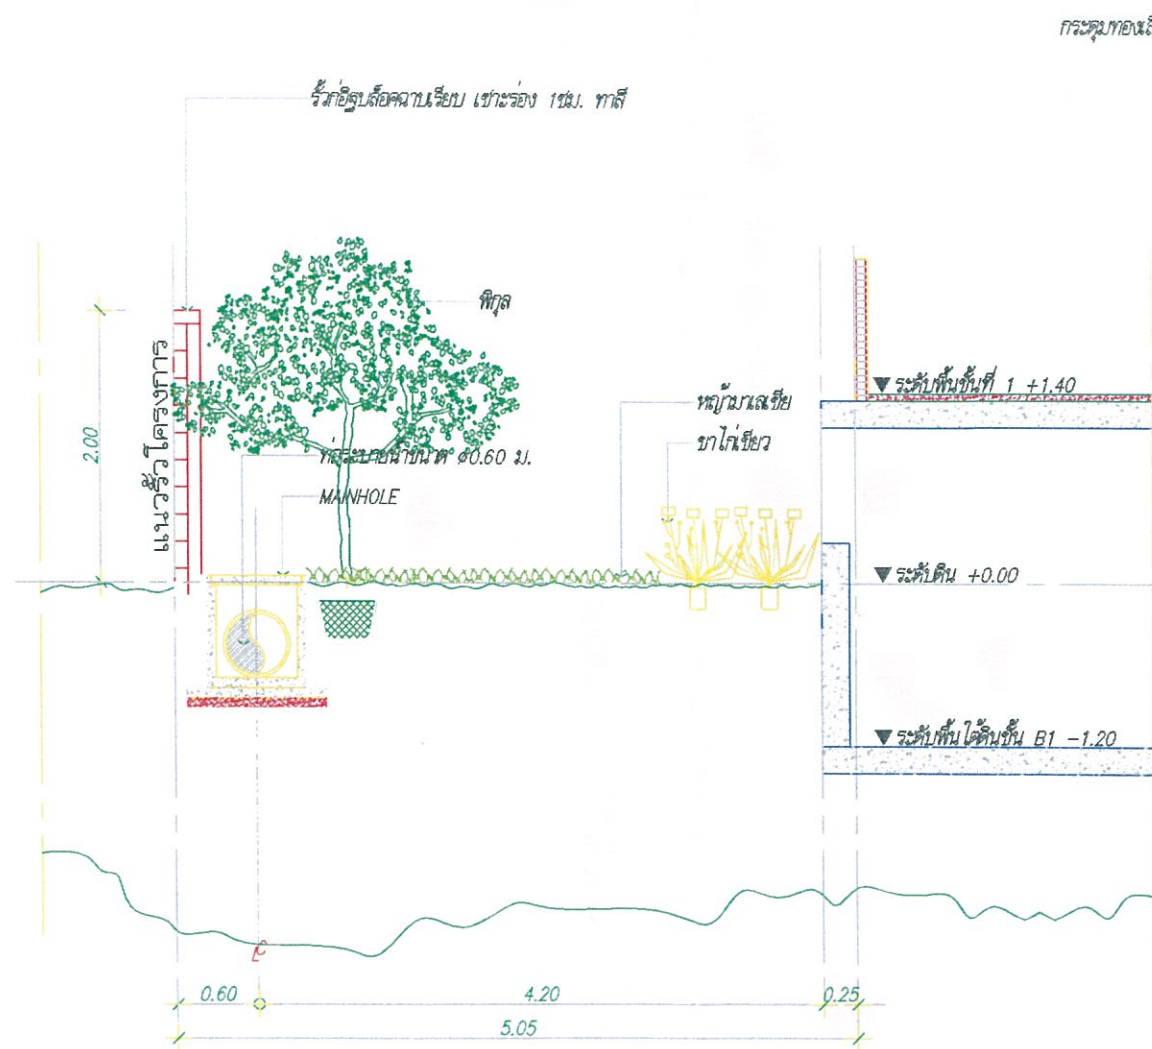 กระดุมทองเ
รั้วก่ออิฐบล็อคฉาบเรียบ เซาะร่อง 1ซม. ทาสี
พิกุล
แนวรั้วโครงการ
2.00
ระดับพื้นชั้นที่ 1 +1.40
หญ้ามาเลเซีย
ขาไก่เขียว
ท่อระบายน้ำขนาด ø0.60 ม.
MAINHOLE
ระดับดิน +0.00
ระดับพื้นใต้ดินชั้น B1 -1.20
0.60
4.20
0.25
5.05